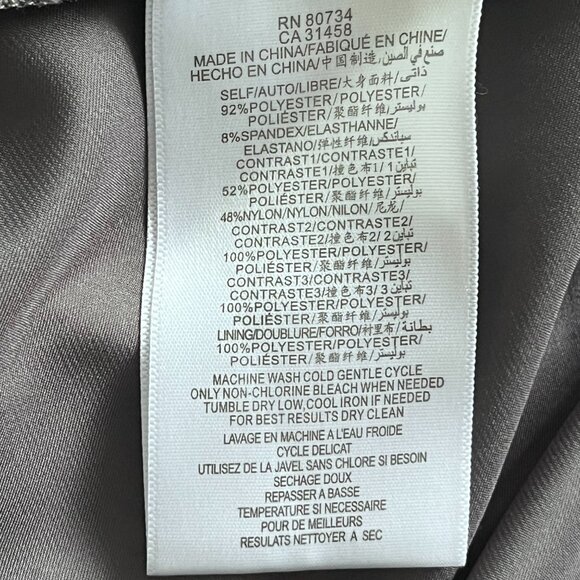 RN 80734
CA 31458
MADE IN CHINA/FABIQUÉ EN CHINE/
HECHO EN CHINA/中国制造, صنع في الصين
SELF/AUTO/LIBRE/大身面料/ذاتى
92%POLYESTER/POLYESTER/
POLIÉSTER/聚酯纤维/بوليستر
8%SPANDEX/ELASTHANNE/
ELASTANO/弹性纤维/سباندكس
CONTRAST1/CONTRASTE1/
CONTRASTE1/撞色布1/تباين 1
52%POLYESTER/POLYESTER/
POLIÉSTER/聚酯纤维/بوليستر
48%NYLON/NYLON/NILON/尼龙/
CONTRAST2/CONTRASTE2/
CONTRASTE2/撞色布2/تباين 2
100%POLYESTER/POLYESTER/
POLIÉSTER/聚酯纤维/بوليستر
CONTRAST3/CONTRASTE3/
CONTRASTE3/撞色布3/تباين 3
100%POLYESTER/POLYESTER/
POLIÉSTER/聚酯纤维/بوليستر
LINING/DOUBLURE/FORRO/衬里布/بطانة
100%POLYESTER/POLYESTER/
POLIÉSTER/聚酯纤维/بوليستر
MACHINE WASH COLD GENTLE CYCLE
ONLY NON-CHLORINE BLEACH WHEN NEEDED
TUMBLE DRY LOW,COOL IRON IF NEEDED
FOR BEST RESULTS DRY CLEAN
LAVAGE EN MACHINE A L'EAU FROIDE
CYCLE DELICAT
UTILISEZ DE LA JAVEL SANS CHLORE SI BESOIN
SECHAGE DOUX
REPASSER A BASSE
TEMPERATURE SI NECESSAIRE
POUR DE MEILLEURS
RESULATS NETTOYER A SEC